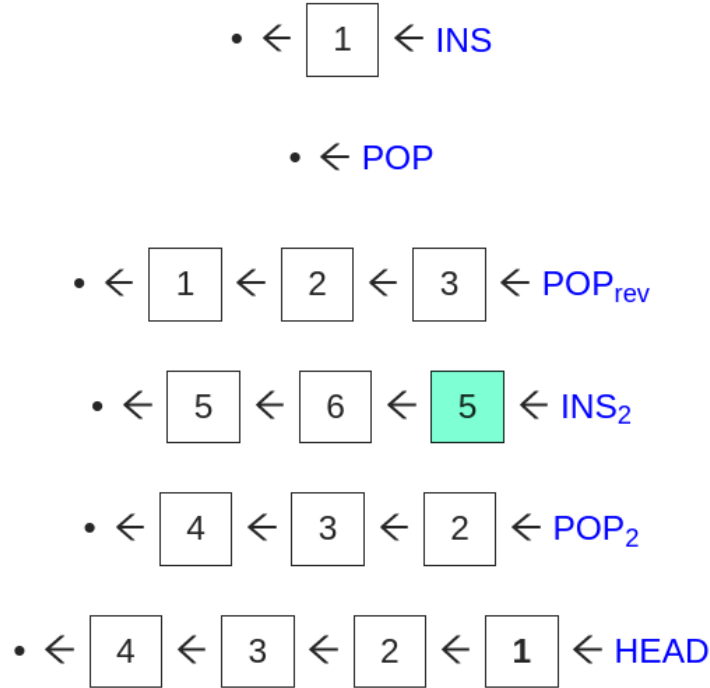 • ← 1 ← INS
• ← POP
• ← 1 ← 2 ← 3 ← POPrev
• ← 5 ← 6 ← 5 ← INS2
• ← 4 ← 3 ← 2 ← POP2
• ← 4 ← 3 ← 2 ← 1 ← HEAD